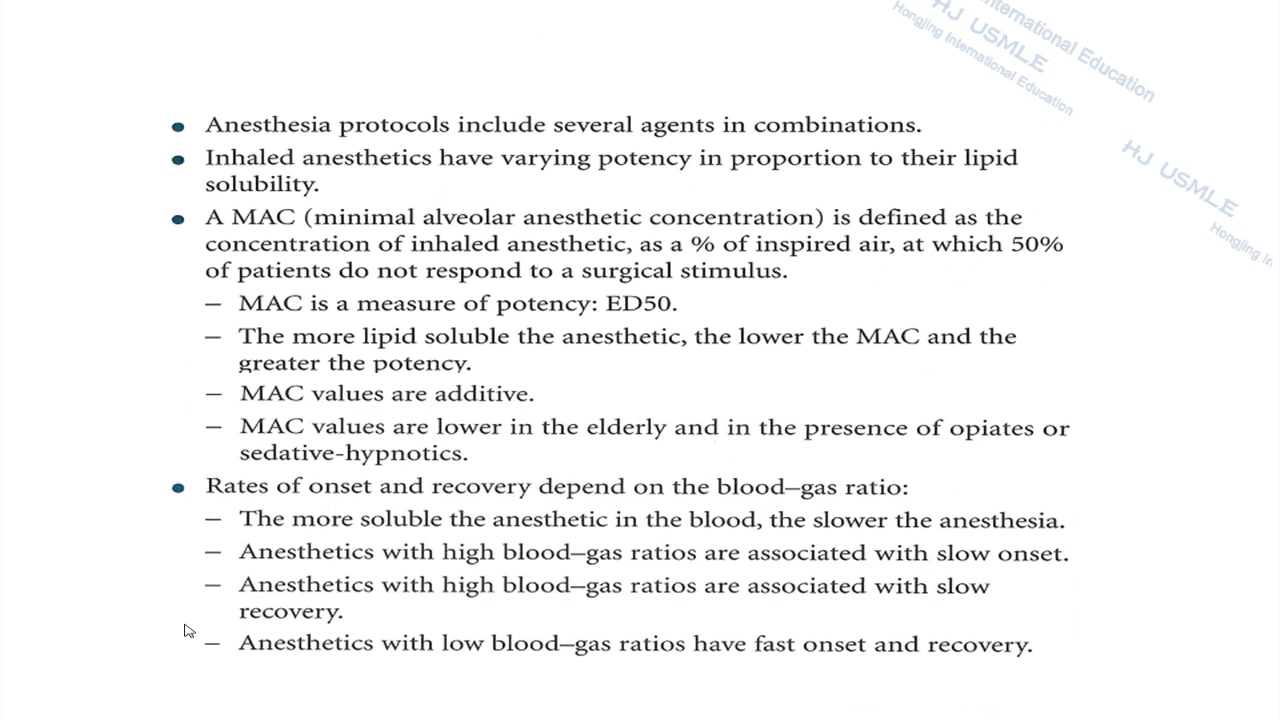 International Education
HJ USMLE
Hongjing International Education
HJ USMLE
Hongjing In
• Anesthesia protocols include several agents in combinations.
• Inhaled anesthetics have varying potency in proportion to their lipid
solubility.
• A MAC (minimal alveolar anesthetic concentration) is defined as the
concentration of inhaled anesthetic, as a % of inspired air, at which 50%
of patients do not respond to a surgical stimulus.
– MAC is a measure of potency: ED50.
– The more lipid soluble the anesthetic, the lower the MAC and the
greater the potency.
– MAC values are additive.
– MAC values are lower in the elderly and in the presence of opiates or
sedative-hypnotics.
• Rates of onset and recovery depend on the blood–gas ratio:
– The more soluble the anesthetic in the blood, the slower the anesthesia.
– Anesthetics with high blood–gas ratios are associated with slow onset.
– Anesthetics with high blood–gas ratios are associated with slow
recovery.
– Anesthetics with low blood–gas ratios have fast onset and recovery.